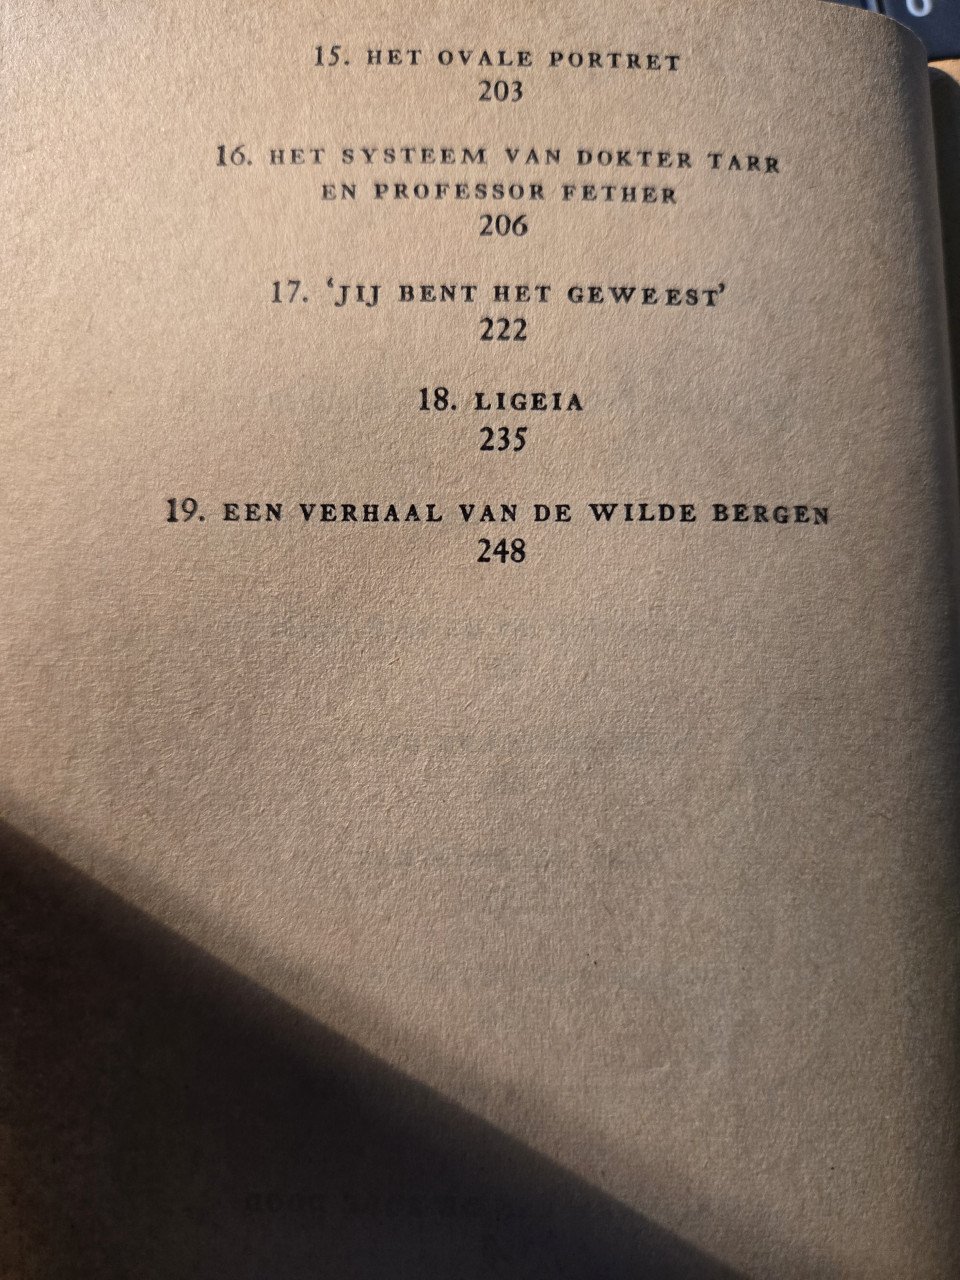 15. HET OVALE PORTRET
203
16. HET SYSTEEM VAN DOKTER TARR
EN PROFESSOR FETHER
206
17. ‘JIJ BENT HET GEWEEST’
222
18. LIGEIA
235
19. EEN VERHAAL VAN DE WILDE BERGEN
248